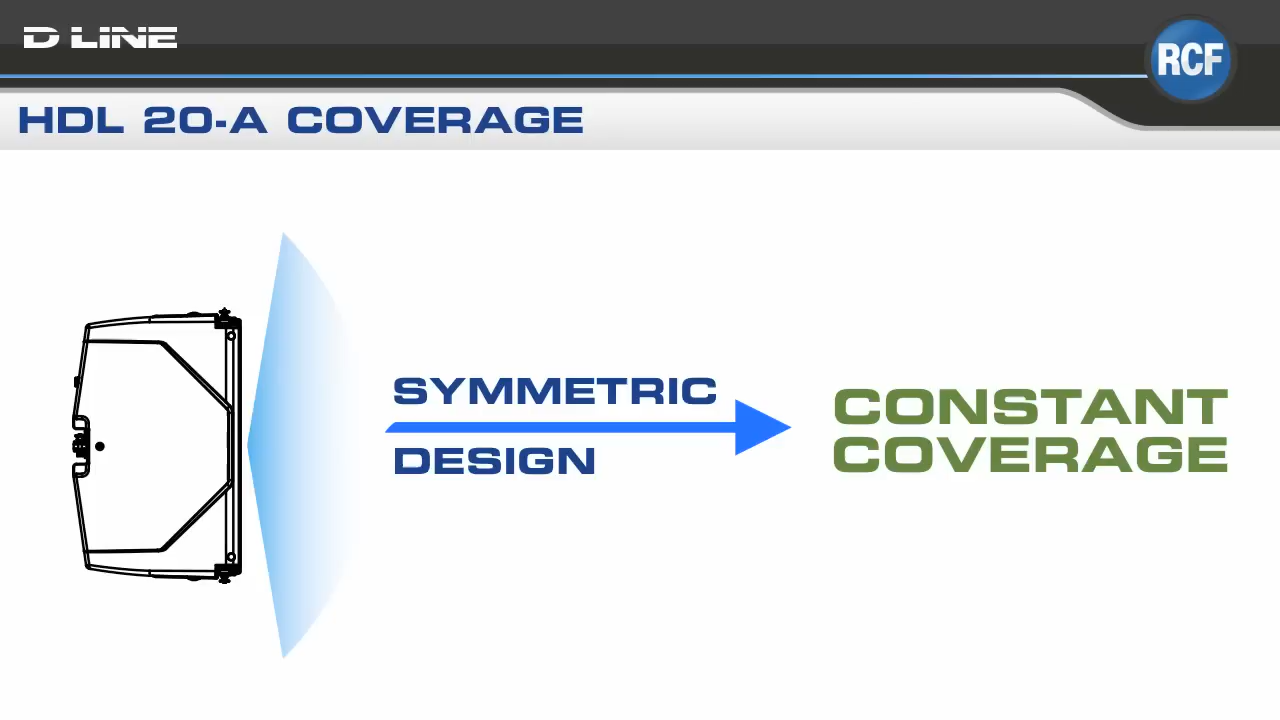 D LINE
RCF
HDL 20-A COVERAGE
SYMMETRIC
DESIGN
CONSTANT
COVERAGE